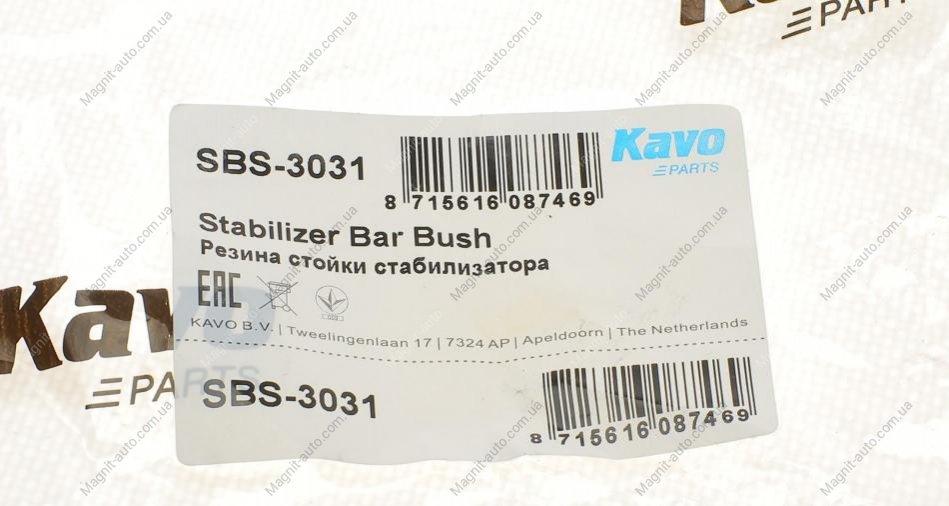 Kavo
PARTS
SBS-3031
8 715616 087469
Kavo
PARTS
Stabilizer Bar Bush
Резина стойки стабилизатора
EAC
KAVO B.V. | Tweelingenlaan 17 | 7324 AP | Apeldoorn | The Netherlands
Kavo
PARTS
SBS-3031
8 715616 087469
Magnit-auto.com.ua